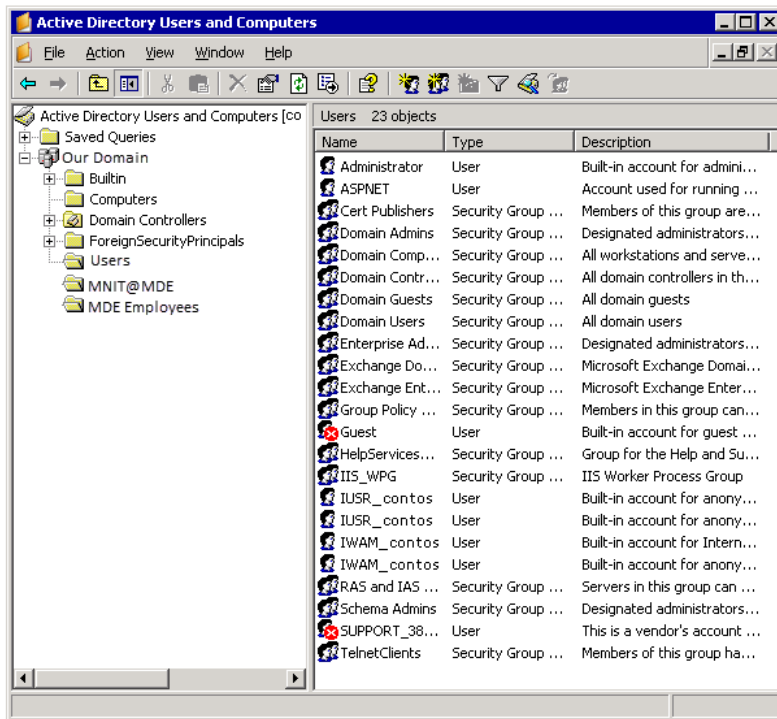 Active Directory Users and Computers
File Action View Window Help
Active Directory Users and Computers [co
Saved Queries
Our Domain
Builtin
Computers
Domain Controllers
ForeignSecurityPrincipals
Users
MNIT@MDE
MDE Employees
Users 23 objects
Name Type Description
Administrator User Built-in account for admini...
ASPNET User Account used for running ...
Cert Publishers Security Group ... Members of this group are...
Domain Admins Security Group ... Designated administrators...
Domain Comp... Security Group ... All workstations and serve...
Domain Contr... Security Group ... All domain controllers in th...
Domain Guests Security Group ... All domain guests
Domain Users Security Group ... All domain users
Enterprise Ad... Security Group ... Designated administrators...
Exchange Do... Security Group ... Microsoft Exchange Domai...
Exchange Ent... Security Group ... Microsoft Exchange Enter...
Group Policy ... Security Group ... Members in this group can...
Guest User Built-in account for guest ...
HelpServices... Security Group ... Group for the Help and Su...
IIS_WPG Security Group ... IIS Worker Process Group
IUSR_contos User Built-in account for anony...
IUSR_contos User Built-in account for anony...
IWAM_contos User Built-in account for Intern...
IWAM_contos User Built-in account for anony...
RAS and IAS ... Security Group ... Servers in this group can ...
Schema Admins Security Group ... Designated administrators...
SUPPORT_38... User This is a vendor's account ...
TelnetClients Security Group ... Members of this group ha...